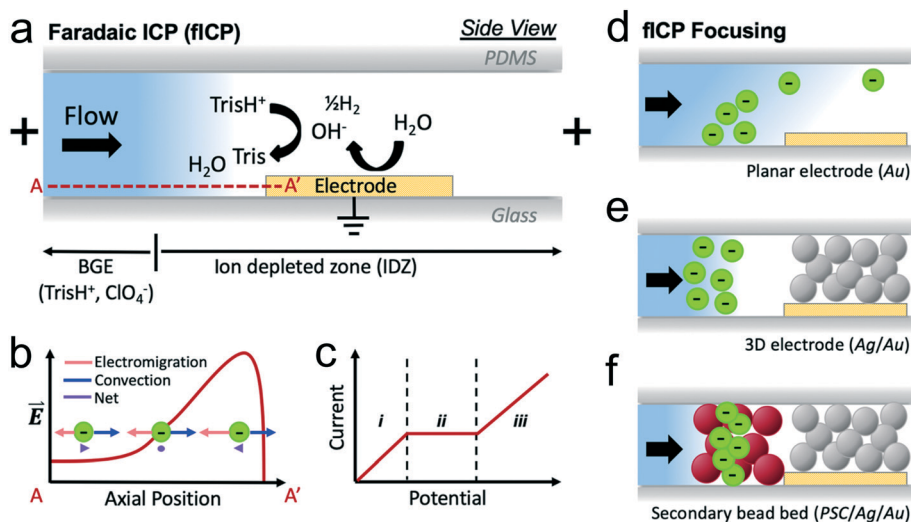 a
Faradaic ICP (fICP)
Side View
PDMS
+
Flow
TrisH⁺
½H₂
OH⁻
H₂O
H₂O
Tris
A
A'
Electrode
+
Glass
BGE
(TrisH⁺, ClO₄⁻)
Ion depleted zone (IDZ)
b
E
Electromigration
Convection
Net
-
-
-
A
Axial Position
A'
c
Current
i
ii
iii
Potential
d
fICP Focusing
-
-
-
-
-
-
-
Planar electrode (Au)
e
-
-
-
-
-
-
3D electrode (Ag/Au)
f
-
-
-
-
-
-
Secondary bead bed (PSC/Ag/Au)